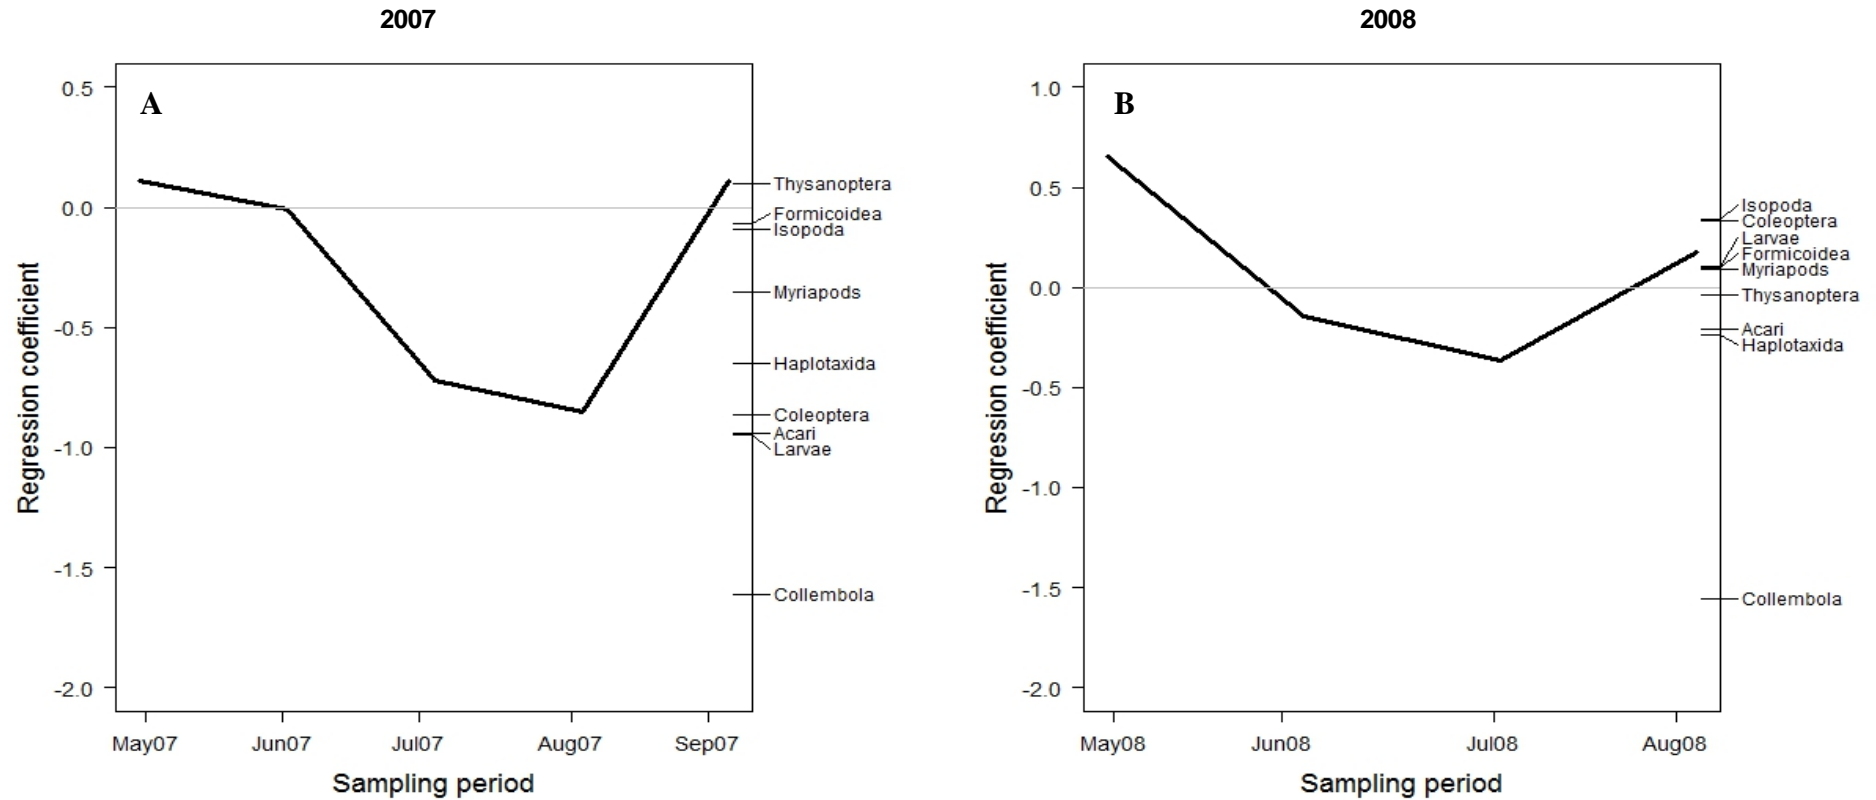 2007
A
0.5
0.0
-0.5
-1.0
-1.5
-2.0
Regression coefficient
May07 Jun07 Jul07 Aug07 Sep07
Sampling period
Thysanoptera
Formicoidea
Isopoda
Myriapods
Haplotaxida
Coleoptera
Acari
Larvae
Collembola
2008
B
1.0
0.5
0.0
-0.5
-1.0
-1.5
-2.0
Regression coefficient
May08 Jun08 Jul08 Aug08
Sampling period
Isopoda
Coleoptera
Larvae
Formicoidea
Myriapods
Thysanoptera
Acari
Haplotaxida
Collembola